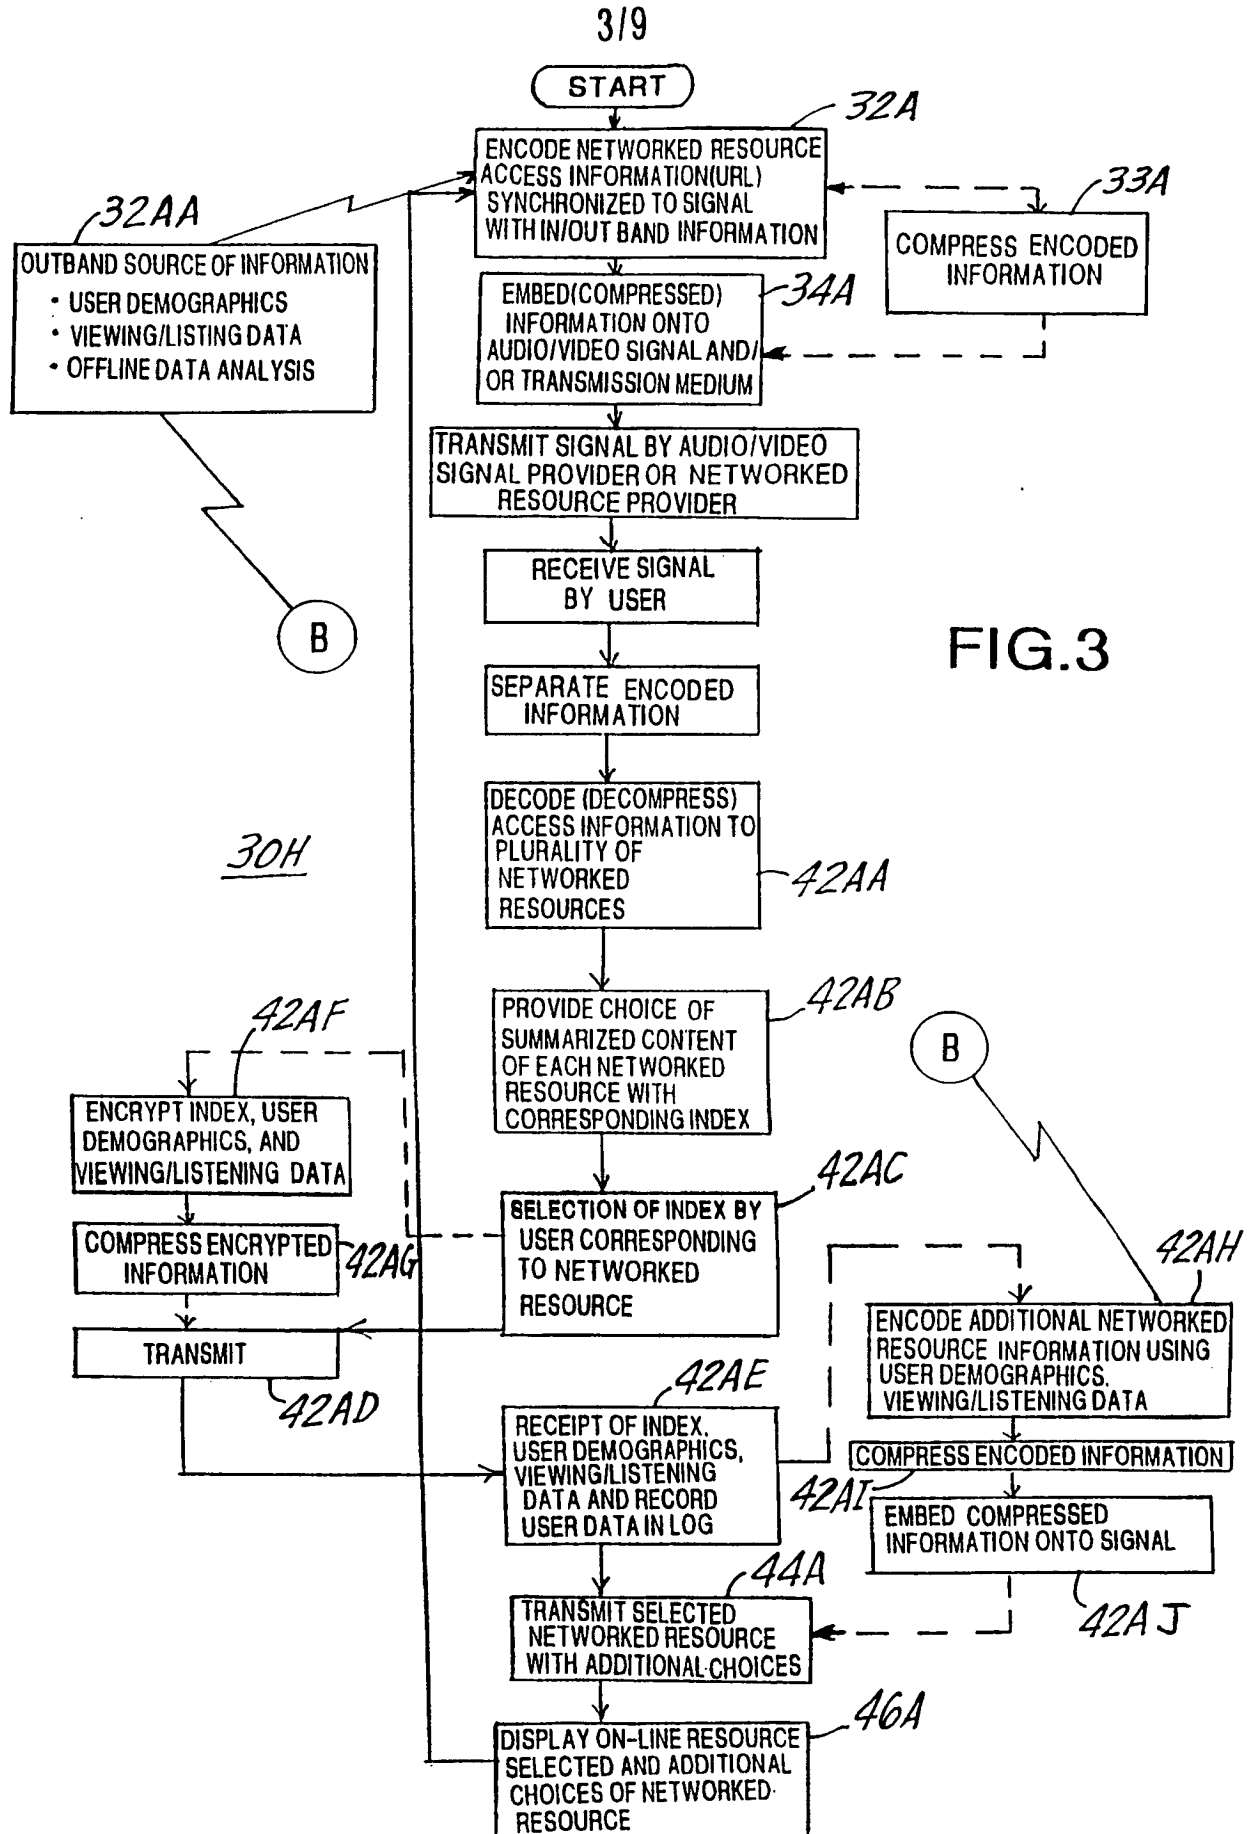 3/9
START
32A
ENCODE NETWORKED RESOURCE
ACCESS INFORMATION(URL)
SYNCHRONIZED TO SIGNAL
WITH IN/OUT BAND INFORMATION
33A
COMPRESS ENCODED
INFORMATION
32AA
OUTBAND SOURCE OF INFORMATION
• USER DEMOGRAPHICS
• VIEWING/LISTING DATA
• OFFLINE DATA ANALYSIS
34A
EMBED(COMPRESSED)
INFORMATION ONTO
AUDIO/VIDEO SIGNAL AND/
OR TRANSMISSION MEDIUM
TRANSMIT SIGNAL BY AUDIO/VIDEO
SIGNAL PROVIDER OR NETWORKED
RESOURCE PROVIDER
RECEIVE SIGNAL
BY USER
B
FIG.3
SEPARATE ENCODED
INFORMATION
DECODE (DECOMPRESS)
ACCESS INFORMATION TO
PLURALITY OF
NETWORKED
RESOURCES
42AA
30H
42AB
PROVIDE CHOICE OF
SUMMARIZED CONTENT
OF EACH NETWORKED
RESOURCE WITH
CORRESPONDING INDEX
B
42AF
ENCRYPT INDEX, USER
DEMOGRAPHICS, AND
VIEWING/LISTENING DATA
42AC
SELECTION OF INDEX BY
USER CORRESPONDING
TO NETWORKED
RESOURCE
COMPRESS ENCRYPTED
INFORMATION
42AG
TRANSMIT
42AD
42AH
ENCODE ADDITIONAL NETWORKED
RESOURCE INFORMATION USING
USER DEMOGRAPHICS.
VIEWING/LISTENING DATA
42AE
RECEIPT OF INDEX.
USER DEMOGRAPHICS,
VIEWING/LISTENING
DATA AND RECORD
USER DATA IN LOG
COMPRESS ENCODED INFORMATION
42AI
EMBED COMPRESSED
INFORMATION ONTO SIGNAL
42AJ
44A
TRANSMIT SELECTED
NETWORKED RESOURCE
WITH ADDITIONAL CHOICES
46A
DISPLAY ON-LINE RESOURCE
SELECTED AND ADDITIONAL
CHOICES OF NETWORKED
RESOURCE